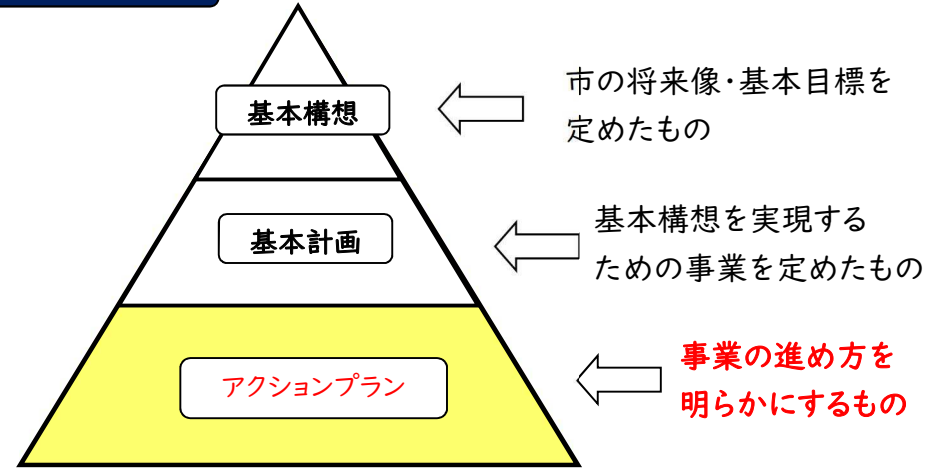 基本構想
市の将来像・基本目標を
定めたもの
基本計画
基本構想を実現する
ための事業を定めたもの
アクションプラン
事業の進め方を
明らかにするもの